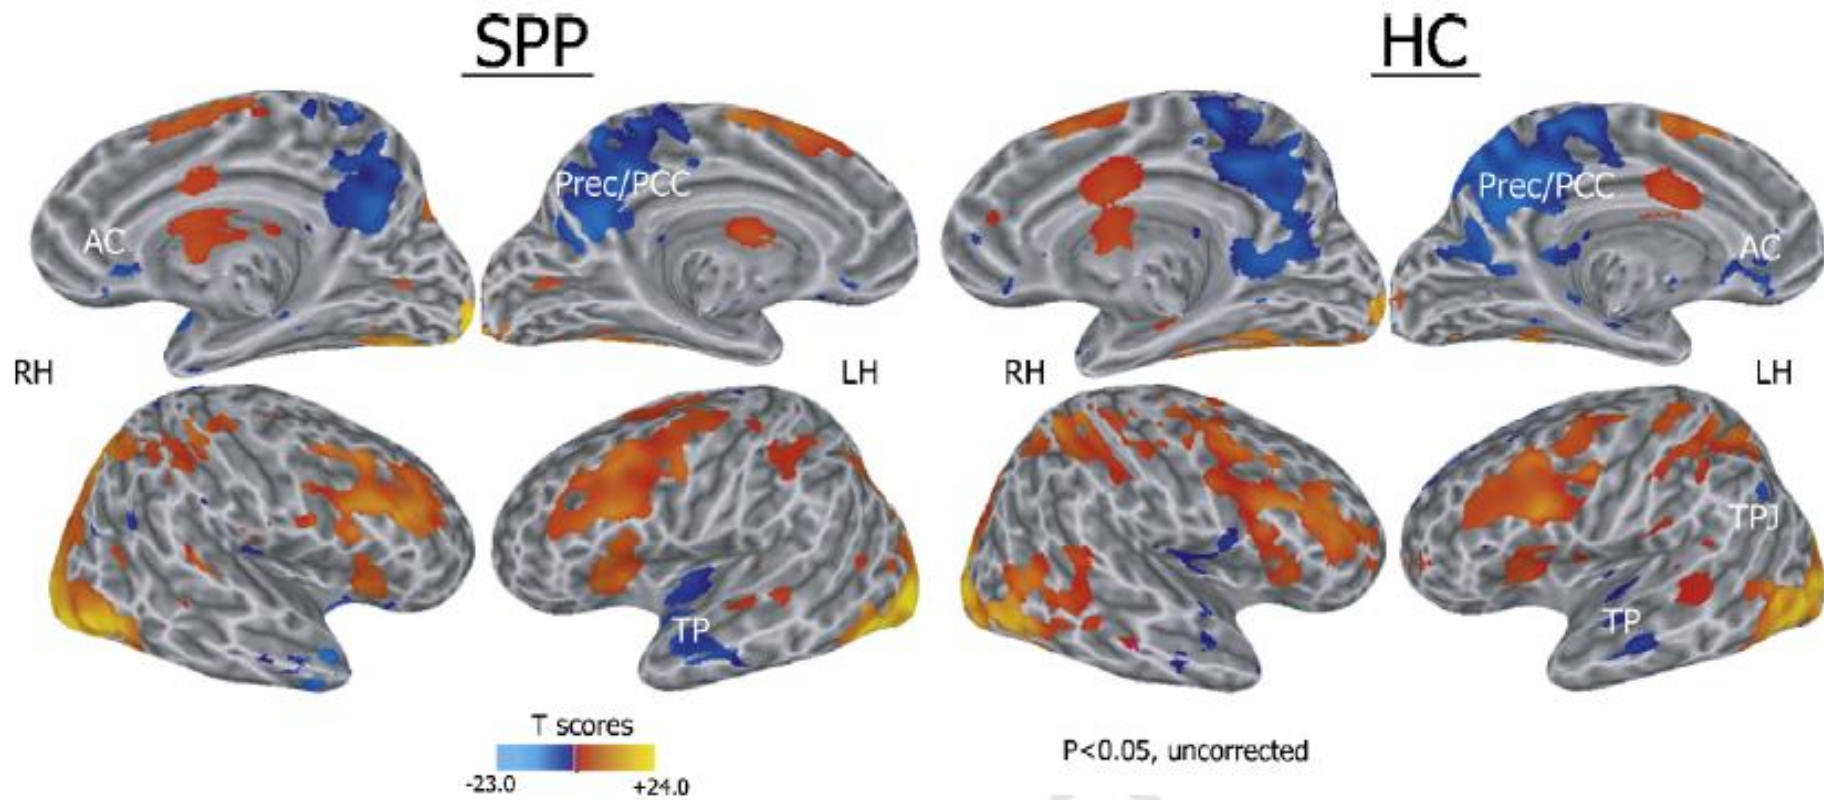 SPP
HC
AC
Prec/PCC
Prec/PCC
AC
RH
LH
RH
LH
TPJ
TP
TP
T scores
-23.0
+24.0
P<0.05, uncorrected